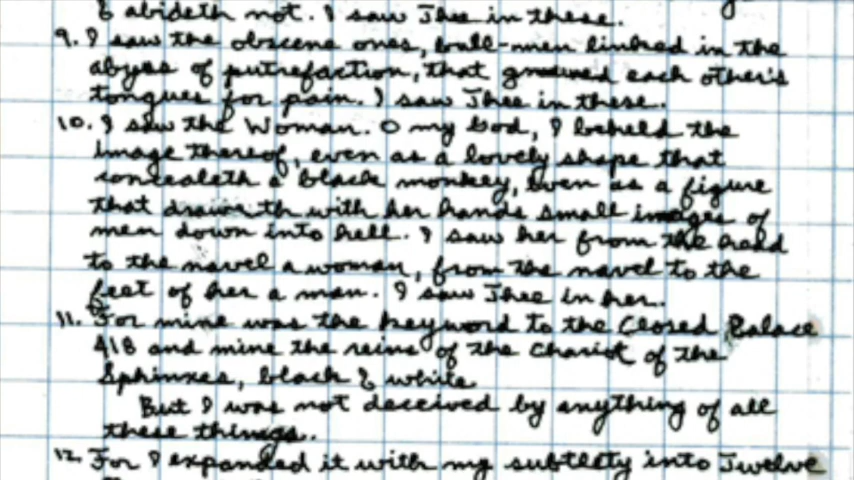 & abideth not. I saw Thee in these.
9. I saw the obscene ones, bull-men linked in the
abyss of putrefaction, that gnawed each other's
tongues for pain. I saw Thee in these.
10. I saw the Woman. O my God, I beheld the
image thereof, even as a lovely shape that
concealeth a black monkey, even as a figure
that draweth with her hands small images of
men down into hell. I saw her from the head
to the navel a woman, from the navel to the
feet of her a man. I saw Thee in her.
11. For mine was the keyword to the Closed Palace
418 and mine the reins of the Chariot of the
Sphinxes, black & white
But I was not deceived by anything of all
these things.
12. For I expanded it with my subtlety into Twelve